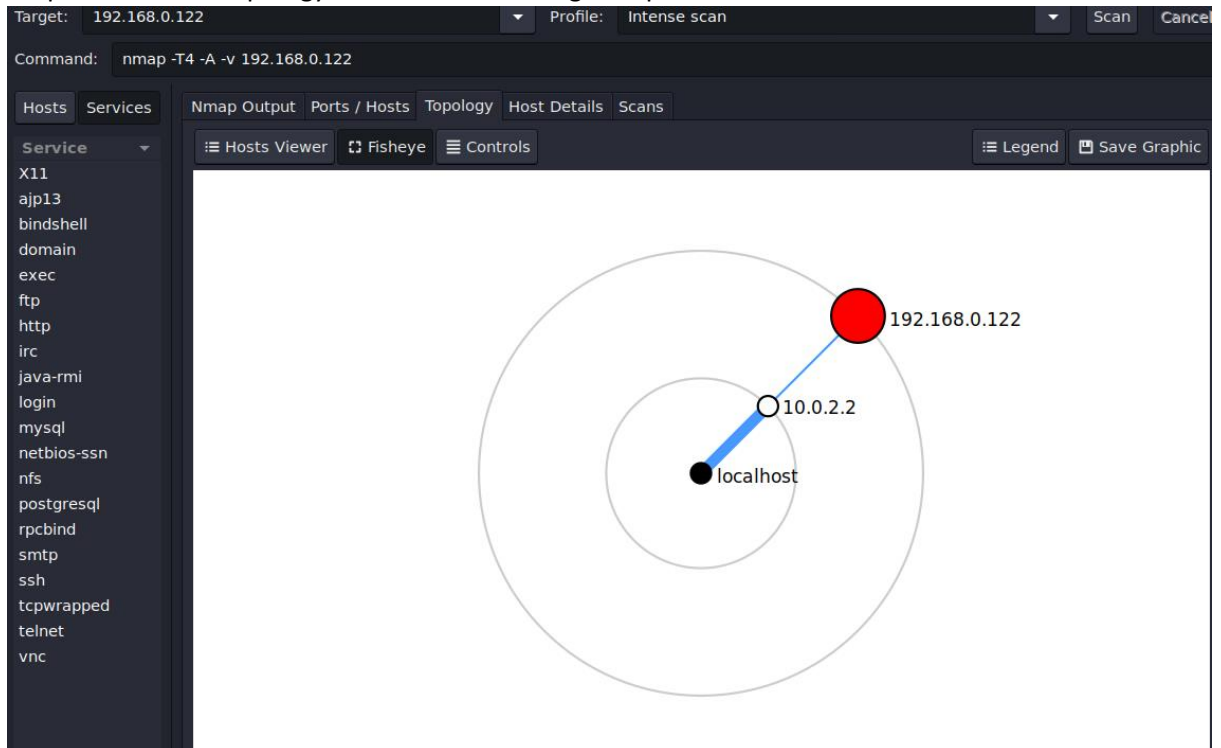 Target: 192.168.0.122 Profile: Intense scan Scan Cancel
Command: nmap -T4 -A -v 192.168.0.122
Hosts Services Nmap Output Ports / Hosts Topology Host Details Scans
Service Hosts Viewer Fisheye Controls Legend Save Graphic
X11
ajp13
bindshell
domain
exec
ftp
http
irc
java-rmi
login
mysql
netbios-ssn
nfs
postgresql
rpcbind
smtp
ssh
tcpwrapped
telnet
vnc
192.168.0.122
10.0.2.2
localhost